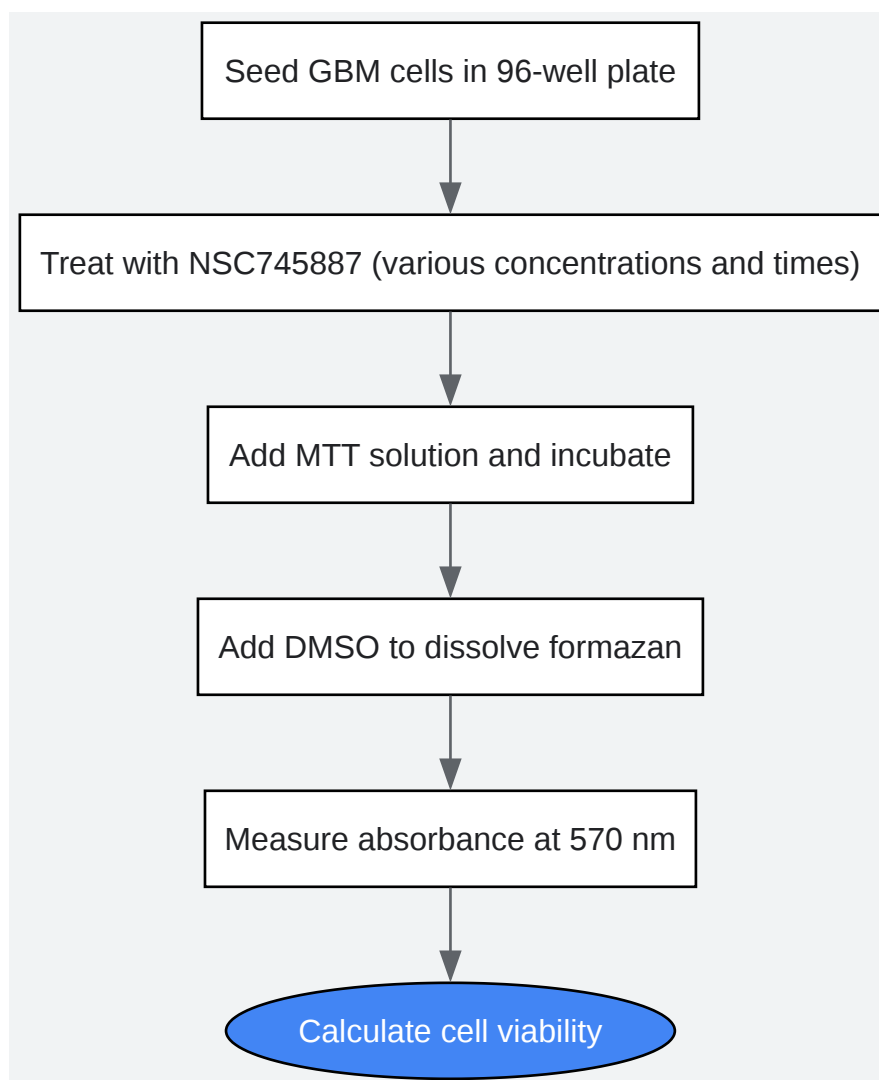 Seed GBM cells in 96-well plate
Treat with NSC745887 (various concentrations and times)
Add MTT solution and incubate
Add DMSO to dissolve formazan
Measure absorbance at 570 nm
Calculate cell viability